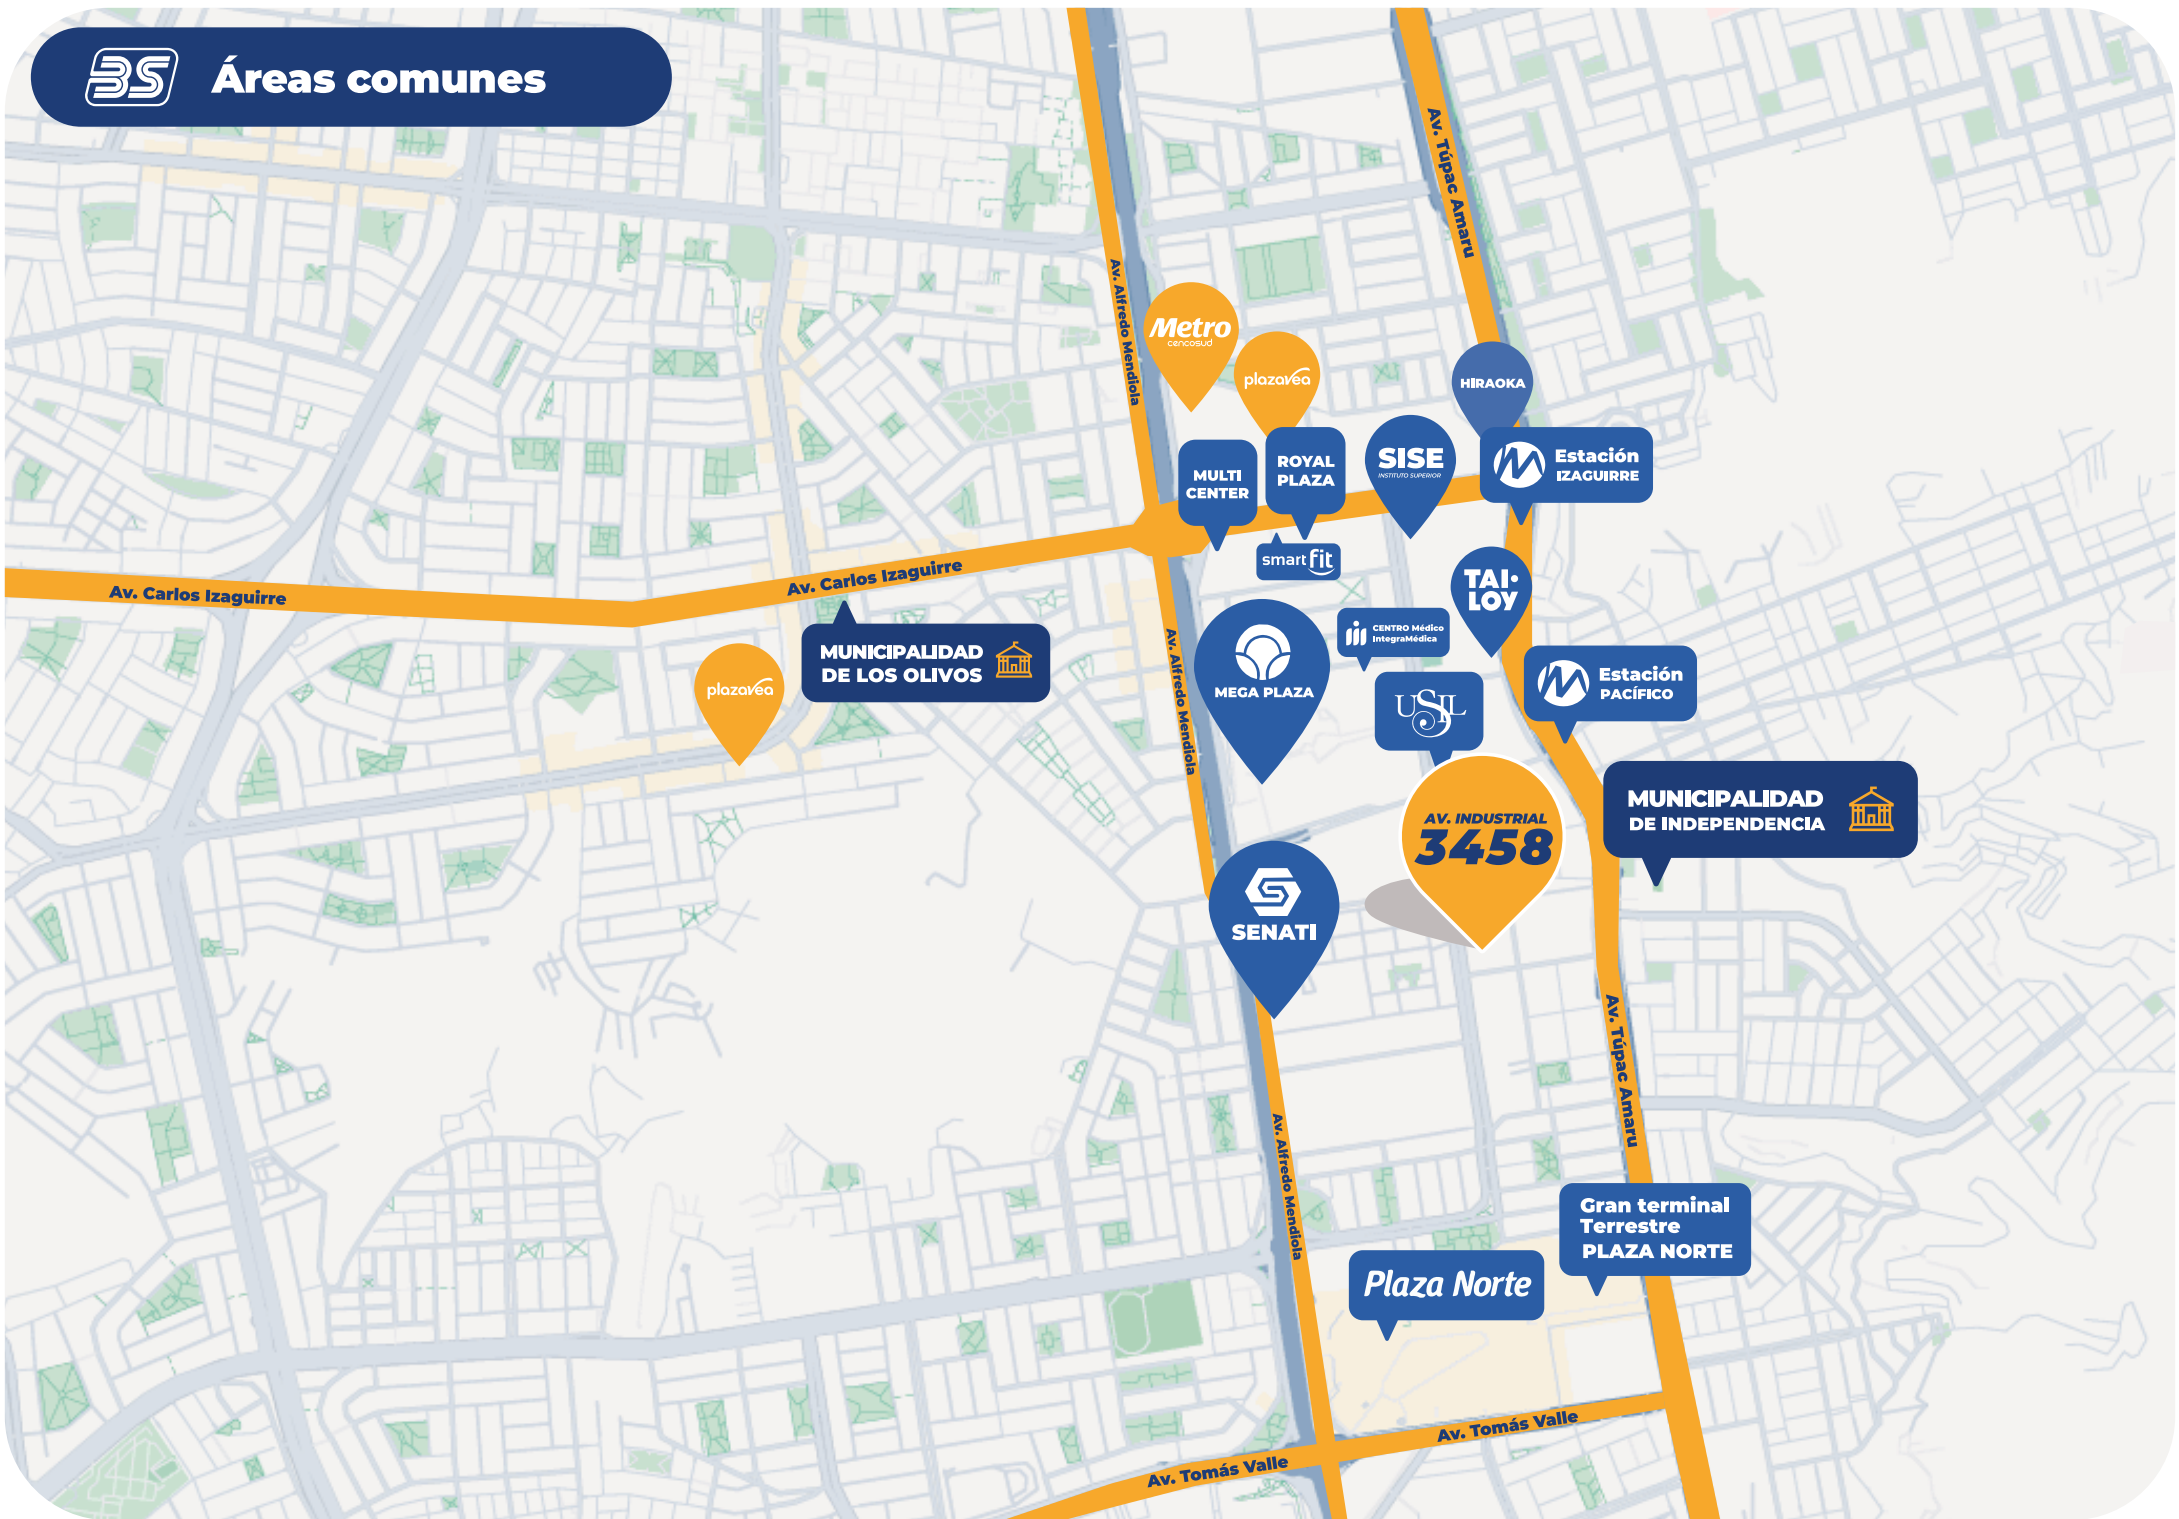 BS Áreas comunes
Av. Túpac Amaru
Av. Alfredo Mendiola
Metro
cencosud
plazavea
HIRAOKA
MULTI
CENTER
ROYAL
PLAZA
SISE
INSTITUTO SUPERIOR
Estación
IZAGUIRRE
smart fit
Av. Carlos Izaguirre
Av. Carlos Izaguirre
TAI·
LOY
MUNICIPALIDAD
DE LOS OLIVOS
plazavea
Av. Alfredo Mendiola
MEGA PLAZA
CENTRO Médico
IntegraMédica
USIL
Estación
PACÍFICO
AV. INDUSTRIAL
3458
MUNICIPALIDAD
DE INDEPENDENCIA
SENATI
Av. Túpac Amaru
Av. Alfredo Mendiola
Gran terminal
Terrestre
PLAZA NORTE
Plaza Norte
Av. Tomás Valle
Av. Tomás Valle